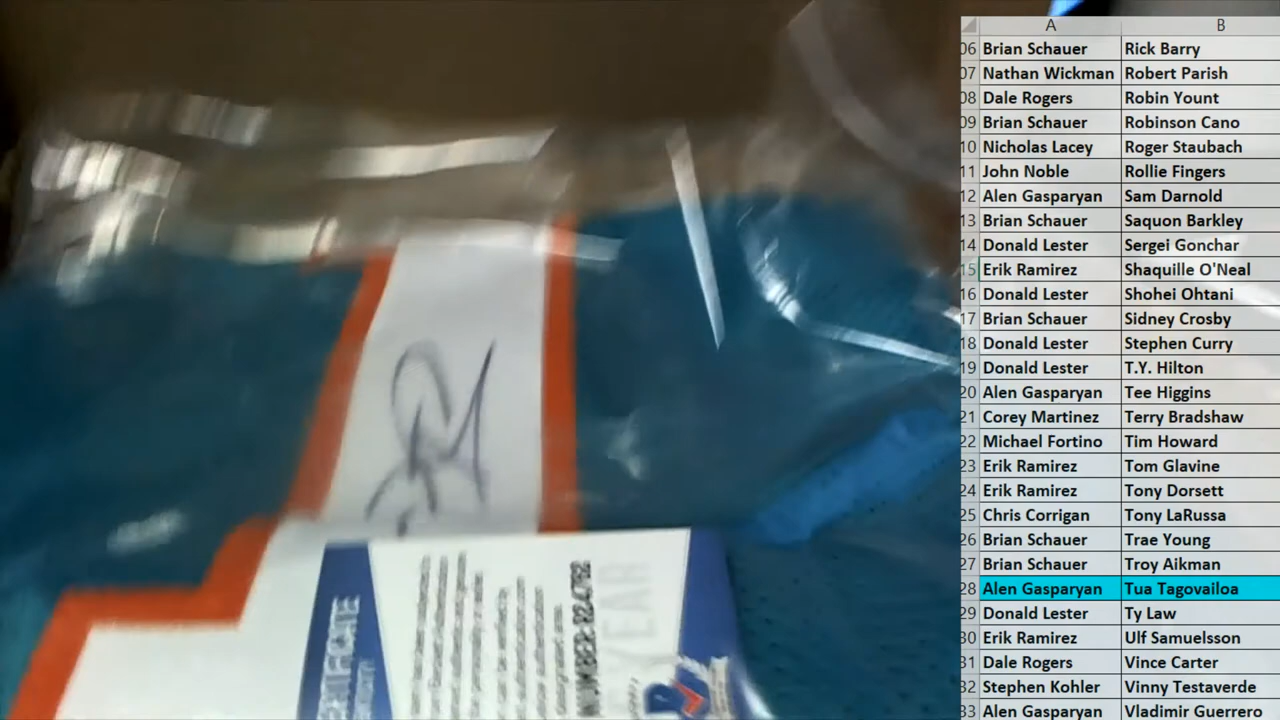 A B
06 Brian Schauer Rick Barry
07 Nathan Wickman Robert Parish
08 Dale Rogers Robin Yount
09 Brian Schauer Robinson Cano
10 Nicholas Lacey Roger Staubach
11 John Noble Rollie Fingers
12 Alen Gasparyan Sam Darnold
13 Brian Schauer Saquon Barkley
14 Donald Lester Sergei Gonchar
15 Erik Ramirez Shaquille O'Neal
16 Donald Lester Shohei Ohtani
17 Brian Schauer Sidney Crosby
18 Donald Lester Stephen Curry
19 Donald Lester T.Y. Hilton
20 Alen Gasparyan Tee Higgins
21 Corey Martinez Terry Bradshaw
22 Michael Fortino Tim Howard
23 Erik Ramirez Tom Glavine
24 Erik Ramirez Tony Dorsett
25 Chris Corrigan Tony LaRussa
26 Brian Schauer Trae Young
27 Brian Schauer Troy Aikman
28 Alen Gasparyan Tua Tagovailoa
29 Donald Lester Ty Law
30 Erik Ramirez Ulf Samuelsson
31 Dale Rogers Vince Carter
32 Stephen Kohler Vinny Testaverde
33 Alen Gasparyan Vladimir Guerrero